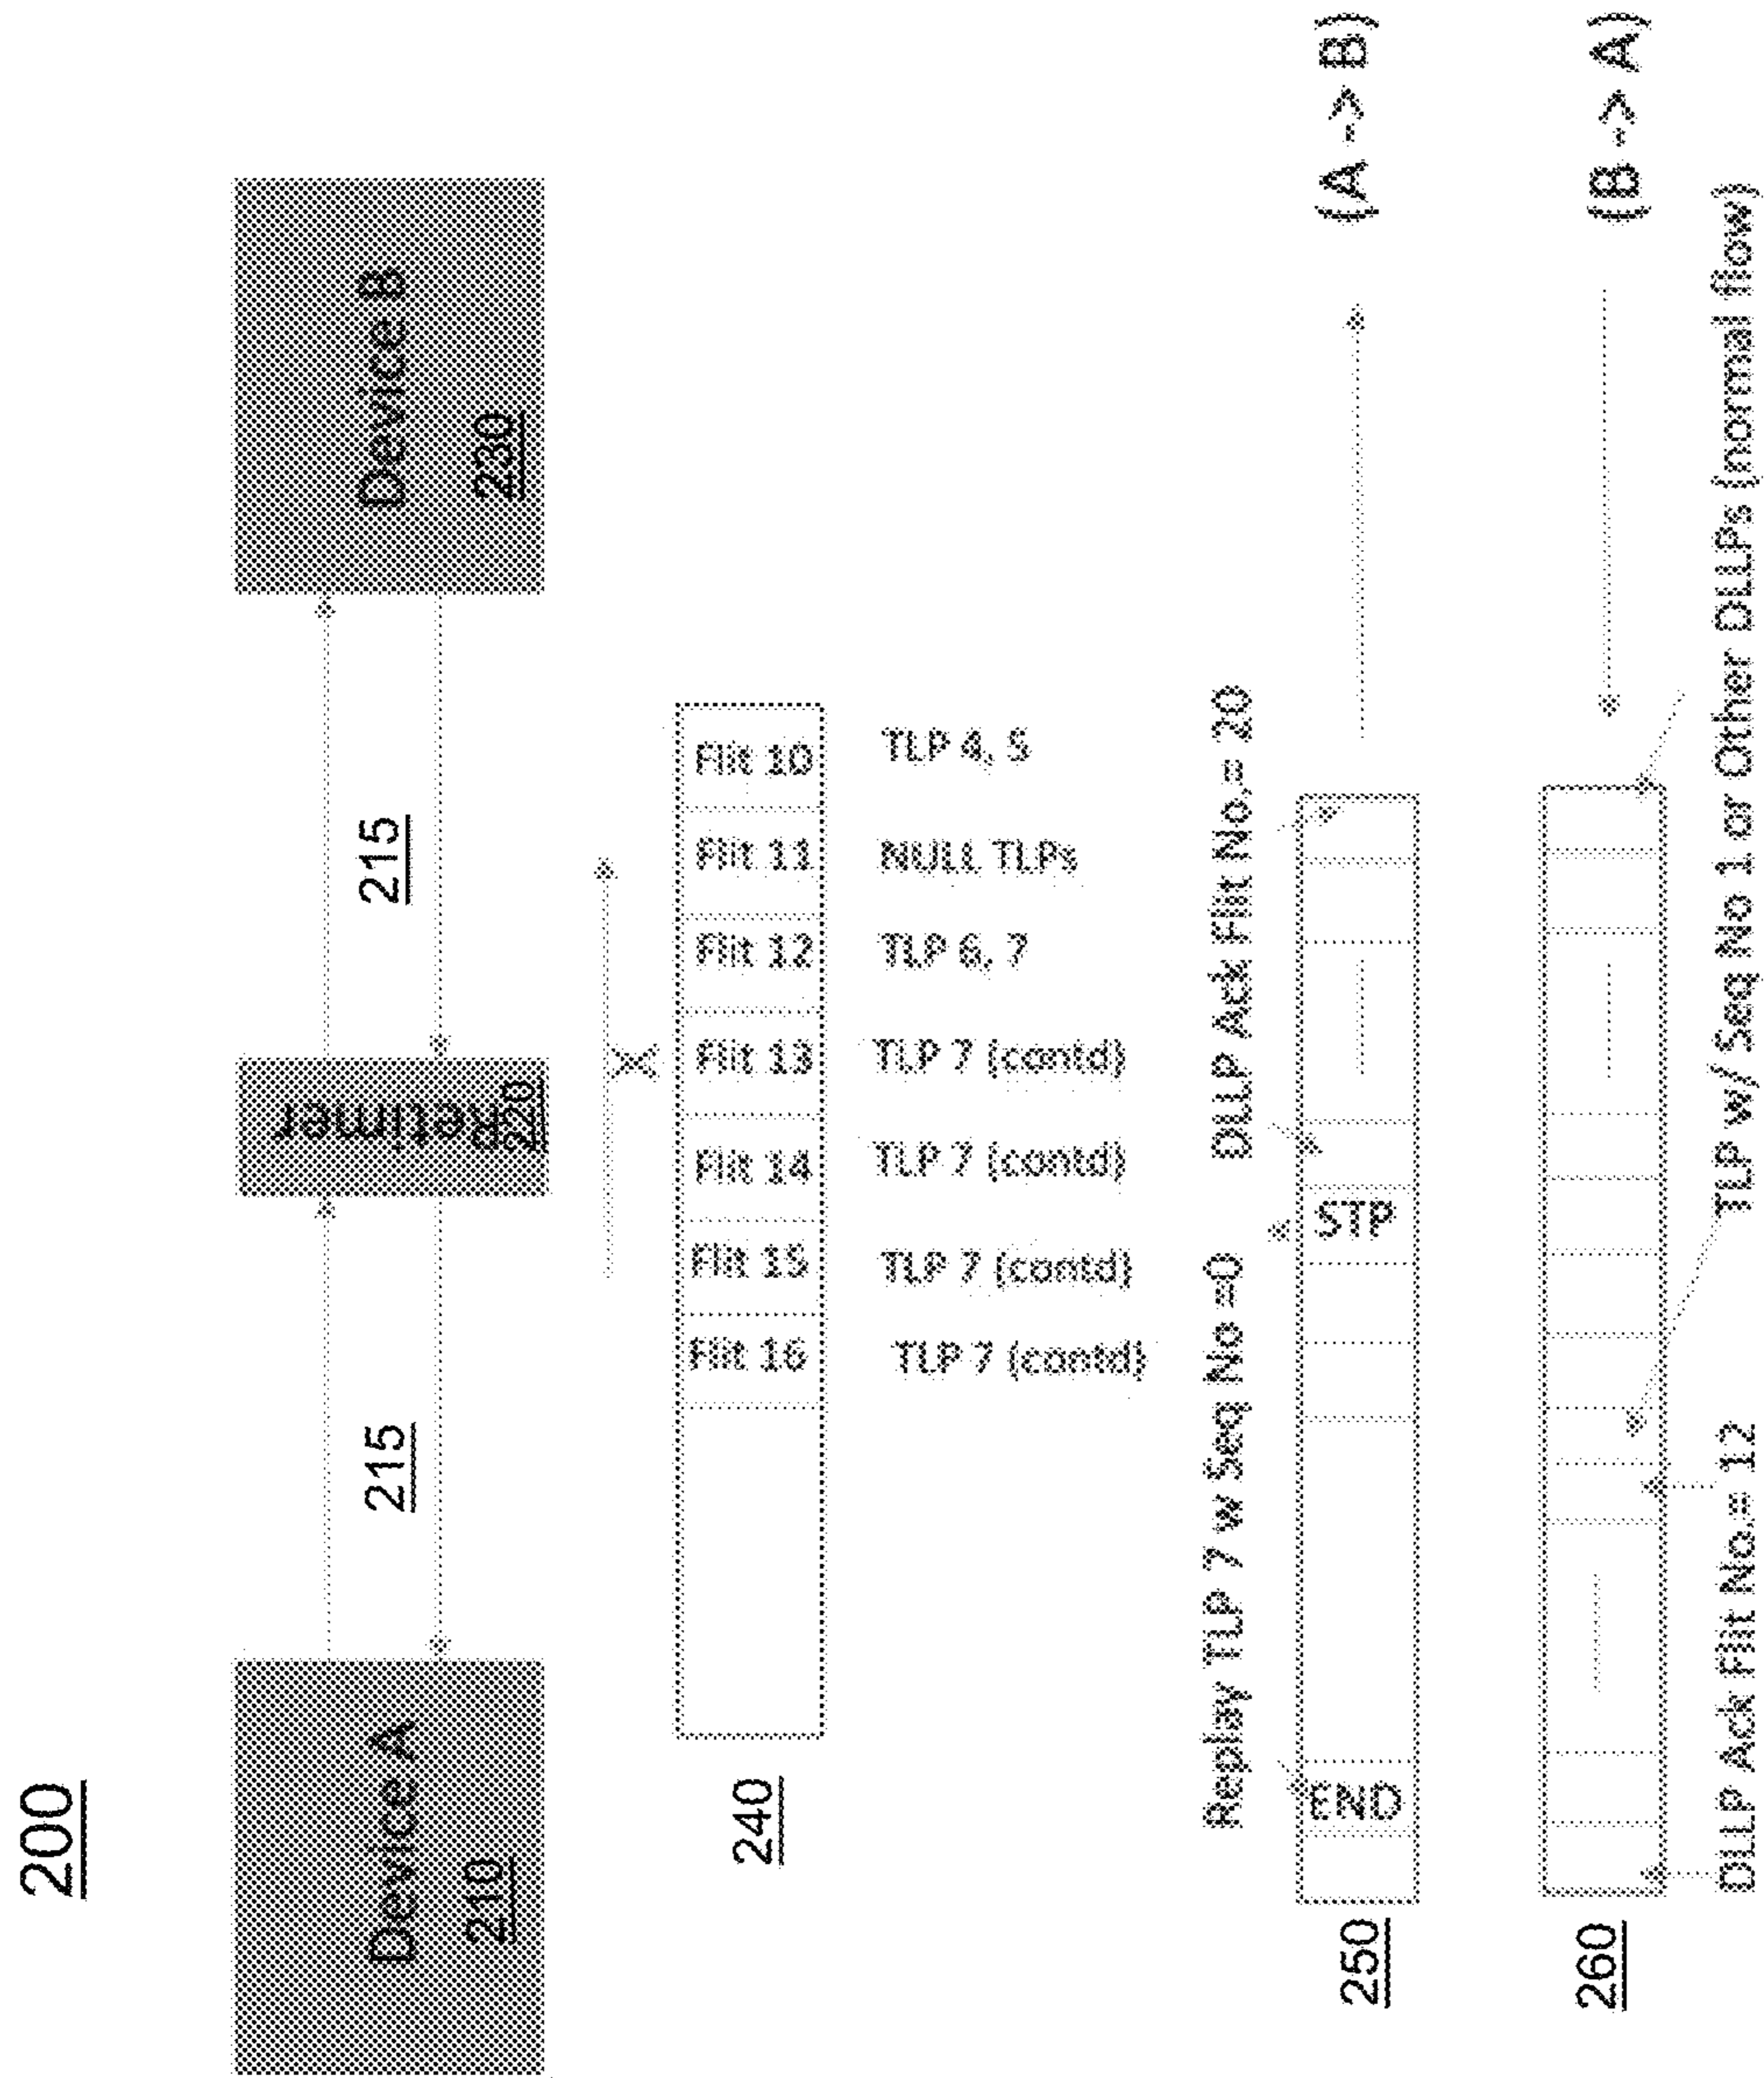 200
Device A
210
215
Retimer
220
215
Device B
230
240
Flit 16
Flit 15
Flit 14
Flit 13
Flit 12
Flit 11
Flit 10
TLP 7 (contd)
TLP 7 (contd)
TLP 7 (contd)
TLP 7 (contd)
TLP 6, 7
NULL TLPs
TLP 4, 5
Replay TLP 7 w Seq No =0
DLLP Ack Flit No.= 20
250
END
STP
(A -> B)
260
(B -> A)
DLLP Ack Flit No.= 12
TLP w/ Seq No 1 or Other DLLPs (normal flow)